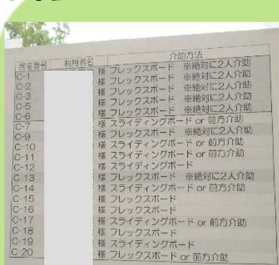 居室番号 利用者名 介助方法
C-1 様 フレックスボード ※絶対に2人介助
C-2 様 フレックスボード ※絶対に2人介助
C-3 様 フレックスボード ※絶対に2人介助
C-5 様 フレックスボード ※絶対に2人介助
C-6 様 フレックスボード ※絶対に2人介助
C-7 様 スライディングボード or 前方介助
C-9 様 フレックスボード ※絶対に2人介助
C-10 様 スライディングボード or 前方介助
C-11 様 スライディングボード or 前方介助
C-12 様 スライディングボード
C-13 様 フレックスボード ※絶対に2人介助
C-14 様 スライディングボード or 前方介助
C-15 様 フレックスボード
C-16 様 フレックスボード
C-17 様 スライディングボード or 前方介助
C-18 様 フレックスボード
C-19 様 スライディングボード
C-20 様 フレックスボード or 前方介助